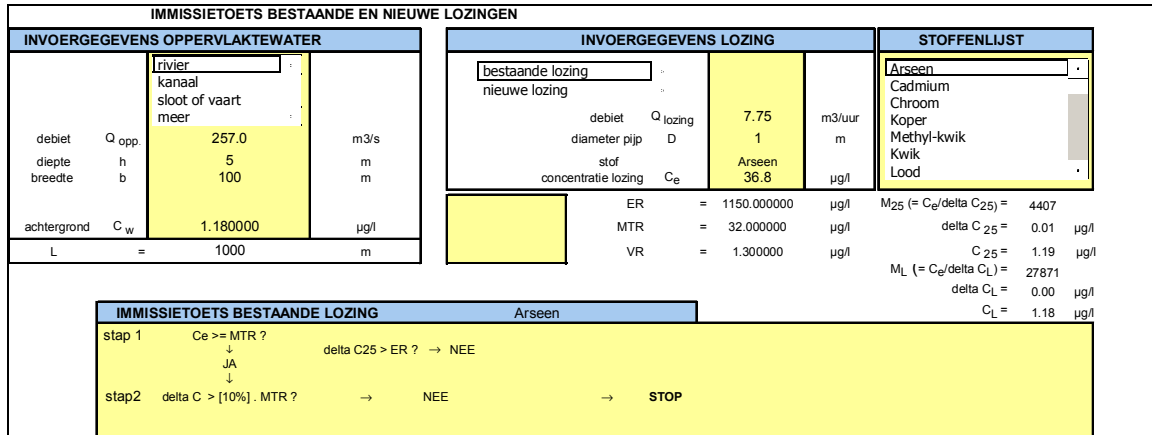 IMMISSIETOETS BESTAANDE EN NIEUWE LOZINGEN
INVOERGEGEVENS OPPERVLAKTEWATER
rivier
kanaal
sloot of vaart
meer
debiet Q opp. 257.0 m3/s
diepte h 5 m
breedte b 100 m
achtergrond C w 1.180000 µg/l
L = 1000 m
INVOERGEGEVENS LOZING
bestaande lozing
nieuwe lozing
debiet Q lozing 7.75 m3/uur
diameter pijp D 1 m
stof Arseen
concentratie lozing Ce 36.8 µg/l
ER = 1150.000000 µg/l
MTR = 32.000000 µg/l
VR = 1.300000 µg/l
STOFFENLIJST
Arseen
Cadmium
Chroom
Koper
Methyl-kwik
Kwik
Lood
M25 (= Ce/delta C25) = 4407
delta C 25 = 0.01 µg/l
C 25 = 1.19 µg/l
ML (= Ce/delta CL) = 27871
delta CL = 0.00 µg/l
CL = 1.18 µg/l
IMMISSIETOETS BESTAANDE LOZING Arseen
stap 1 Ce >= MTR ?
↓ delta C25 > ER ? → NEE
JA
↓
stap2 delta C > [10%] . MTR ? → NEE → STOP